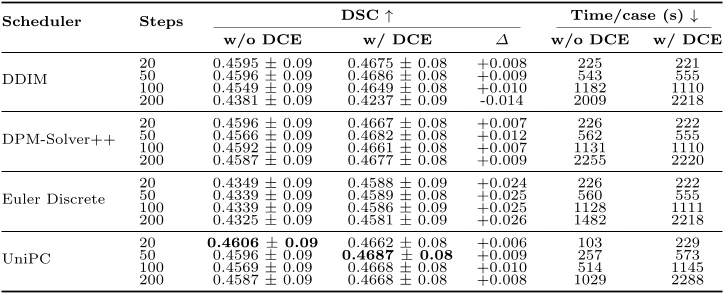 Scheduler Steps DSC ↑ Time/case (s) ↓
w/o DCE w/ DCE Δ w/o DCE w/ DCE
DDIM
20 0.4595 ± 0.09 0.4675 ± 0.08 +0.008 225 221
50 0.4596 ± 0.09 0.4686 ± 0.08 +0.009 543 555
100 0.4549 ± 0.09 0.4649 ± 0.08 +0.010 1182 1110
200 0.4381 ± 0.09 0.4237 ± 0.09 -0.014 2009 2218
DPM-Solver++
20 0.4596 ± 0.09 0.4667 ± 0.08 +0.007 226 222
50 0.4566 ± 0.09 0.4682 ± 0.08 +0.012 562 555
100 0.4592 ± 0.09 0.4661 ± 0.08 +0.007 1131 1110
200 0.4587 ± 0.09 0.4677 ± 0.08 +0.009 2255 2220
Euler Discrete
20 0.4349 ± 0.09 0.4588 ± 0.09 +0.024 226 222
50 0.4339 ± 0.09 0.4589 ± 0.08 +0.025 560 555
100 0.4339 ± 0.09 0.4586 ± 0.09 +0.025 1128 1111
200 0.4325 ± 0.09 0.4581 ± 0.09 +0.026 1482 2218
UniPC
20 0.4606 ± 0.09 0.4662 ± 0.08 +0.006 103 229
50 0.4596 ± 0.09 0.4687 ± 0.08 +0.009 257 573
100 0.4569 ± 0.09 0.4668 ± 0.08 +0.010 514 1145
200 0.4587 ± 0.09 0.4668 ± 0.08 +0.008 1029 2288